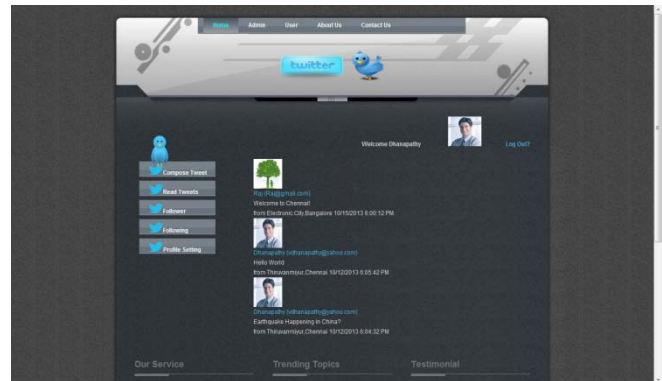 Home Admin User About Us Contact Us
twitter
Welcome Dhanapathy Log Out?
Compose Tweet
Read Tweets
Follower
Following
Profile Setting
Raj (Raj@gmail.com)
Welcome to Chennai!
from Electronic City,Bangalore 10/15/2013 6:00:12 PM
Dhanapathy (vdhanapathy@yahoo.com)
Hello World
from Thiruvanmiyur,Chennai 10/12/2013 6:05:42 PM
Dhanapathy (vdhanapathy@yahoo.com)
Earthquake Happening in China?
from Thiruvanmiyur,Chennai 10/12/2013 6:04:32 PM
Our Service Trending Topics Testimonial